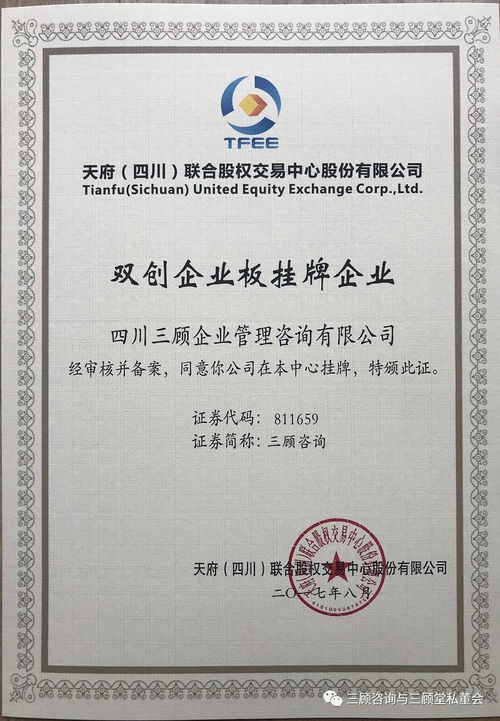 TFEE
天府（四川）联合股权交易中心股份有限公司
Tianfu(Sichuan) United Equity Exchange Corp.,Ltd.
双创企业板挂牌企业
四川三顾企业管理咨询有限公司
经审核并备案，同意你公司在本中心挂牌，特颁此证。
证券代码： 811659
证券简称：三顾咨询
天府（四川）联合股权交易中心股份有限公司
二〇一七年八月
三顾咨询与三顾堂私董会